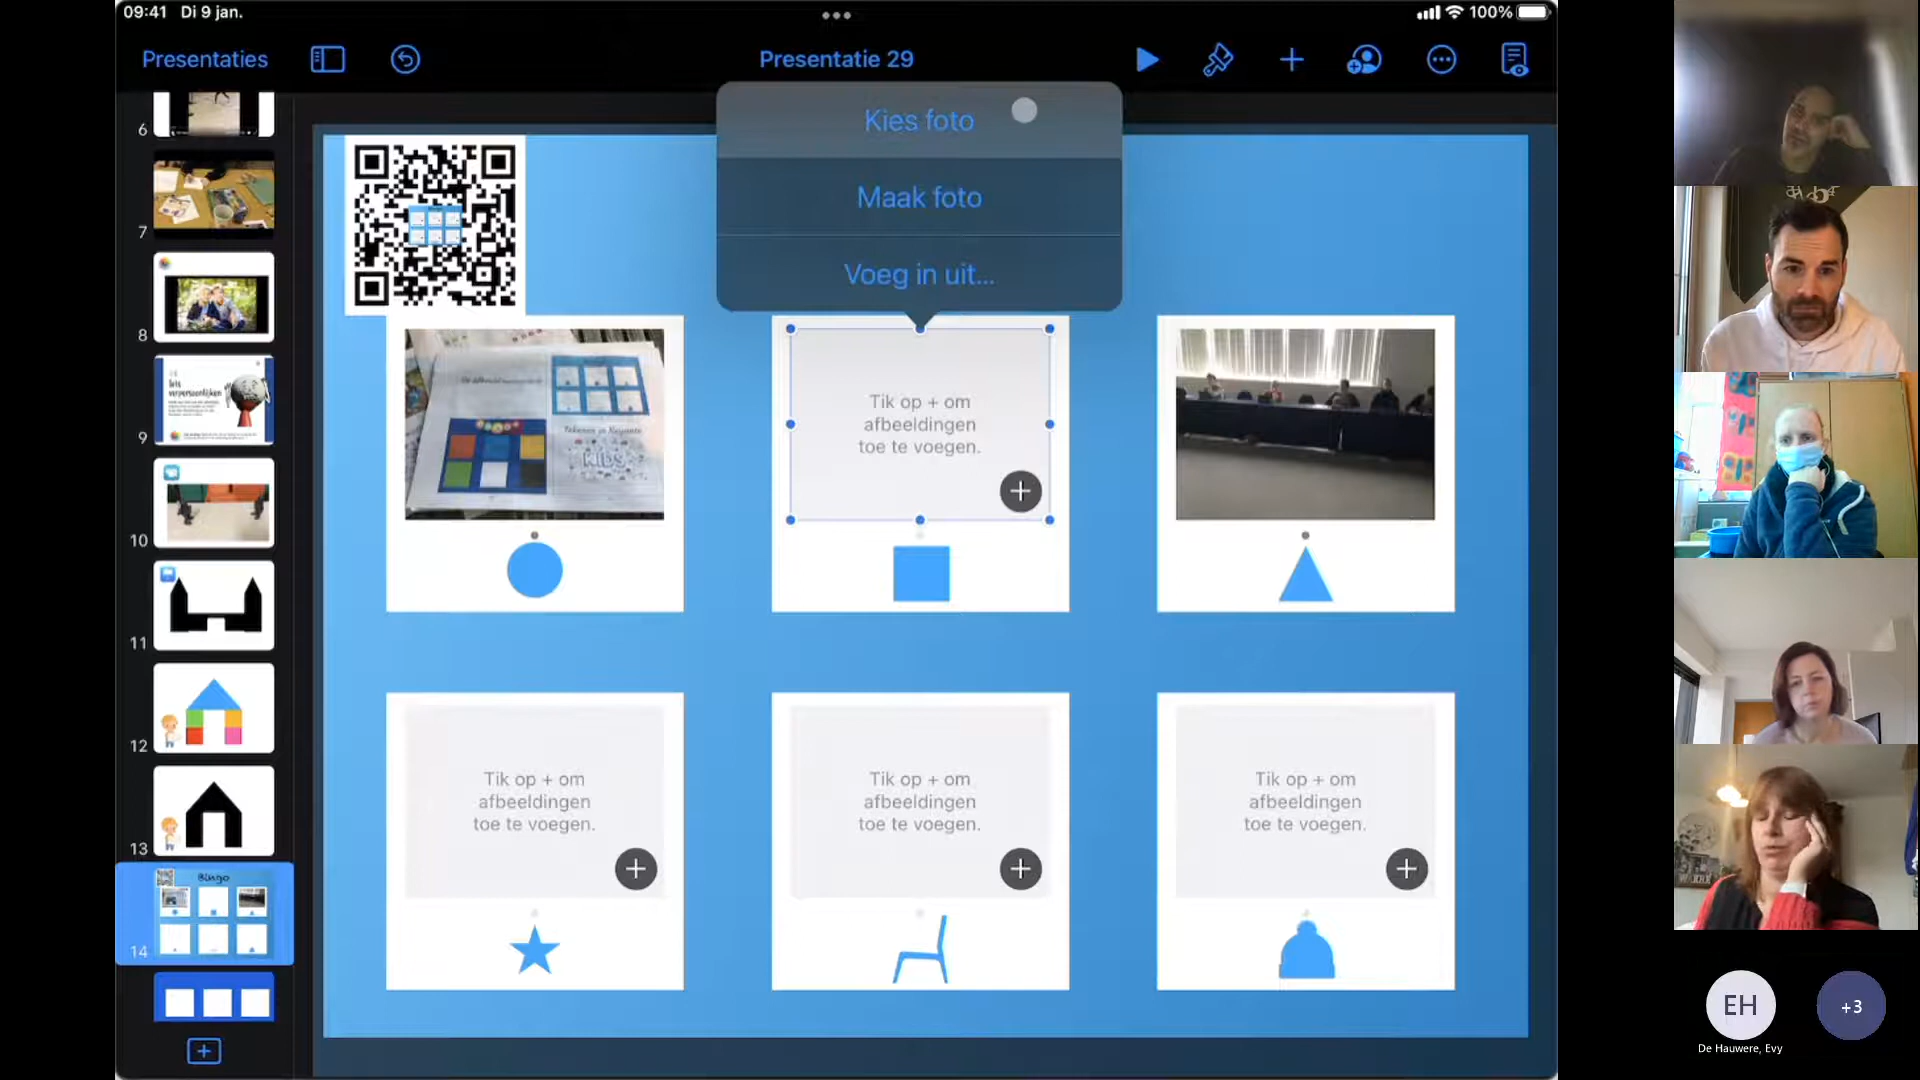 09:41 Di 9 jan.
100%
Presentaties
Presentatie 29
Kies foto
Maak foto
Voeg in uit...
Tik op + om
afbeeldingen
toe te voegen.
Tik op + om
afbeeldingen
toe te voegen.
Tik op + om
afbeeldingen
toe te voegen.
Tik op + om
afbeeldingen
toe te voegen.
KIDS
6
7
8
9
Iets
verpersoonlijken
10
11
12
13
Bingo
14
EH
+3
De Hauwere, Evy